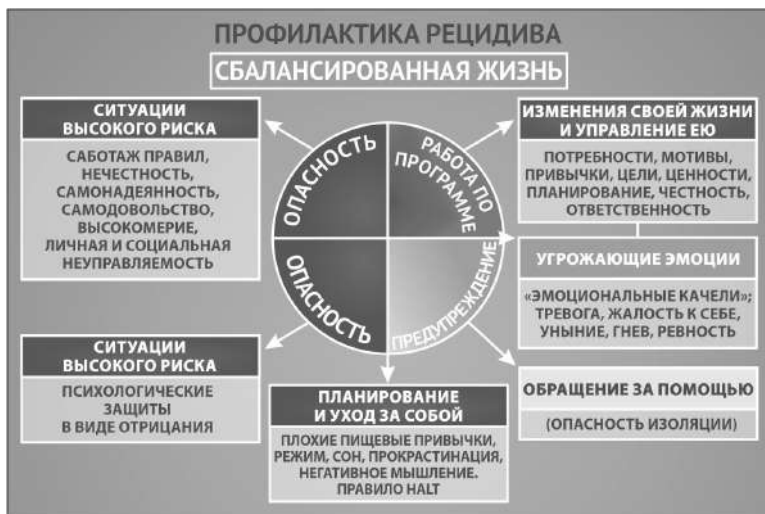 ПРОФИЛАКТИКА РЕЦИДИВА
СБАЛАНСИРОВАННАЯ ЖИЗНЬ
СИТУАЦИИ
ВЫСОКОГО РИСКА
САБОТАЖ ПРАВИЛ,
НЕЧЕСТНОСТЬ,
САМОНАДЕЯННОСТЬ,
САМОДОВОЛЬСТВО,
ВЫСОКОМЕРИЕ,
ЛИЧНАЯ И СОЦИАЛЬНАЯ
НЕУПРАВЛЯЕМОСТЬ
ОПАСНОСТЬ
РАБОТА ПО
ПРОГРАММЕ
ИЗМЕНЕНИЯ СВОЕЙ ЖИЗНИ
И УПРАВЛЕНИЕ ЕЮ
ПОТРЕБНОСТИ, МОТИВЫ,
ПРИВЫЧКИ, ЦЕЛИ, ЦЕННОСТИ,
ПЛАНИРОВАНИЕ, ЧЕСТНОСТЬ,
ОТВЕТСТВЕННОСТЬ
ОПАСНОСТЬ
ПРЕДУПРЕЖДЕНИЕ
УГРОЖАЮЩИЕ ЭМОЦИИ
«ЭМОЦИОНАЛЬНЫЕ КАЧЕЛИ»;
ТРЕВОГА, ЖАЛОСТЬ К СЕБЕ,
УНЫНИЕ, ГНЕВ, РЕВНОСТЬ
СИТУАЦИИ
ВЫСОКОГО РИСКА
ПСИХОЛОГИЧЕСКИЕ
ЗАЩИТЫ
В ВИДЕ ОТРИЦАНИЯ
ПЛАНИРОВАНИЕ
И УХОД ЗА СОБОЙ
ПЛОХИЕ ПИЩЕВЫЕ ПРИВЫЧКИ,
РЕЖИМ, СОН, ПРОКРАСТИНАЦИЯ,
НЕГАТИВНОЕ МЫШЛЕНИЕ.
ПРАВИЛО HALT
ОБРАЩЕНИЕ ЗА ПОМОЩЬЮ
(ОПАСНОСТЬ ИЗОЛЯЦИИ)